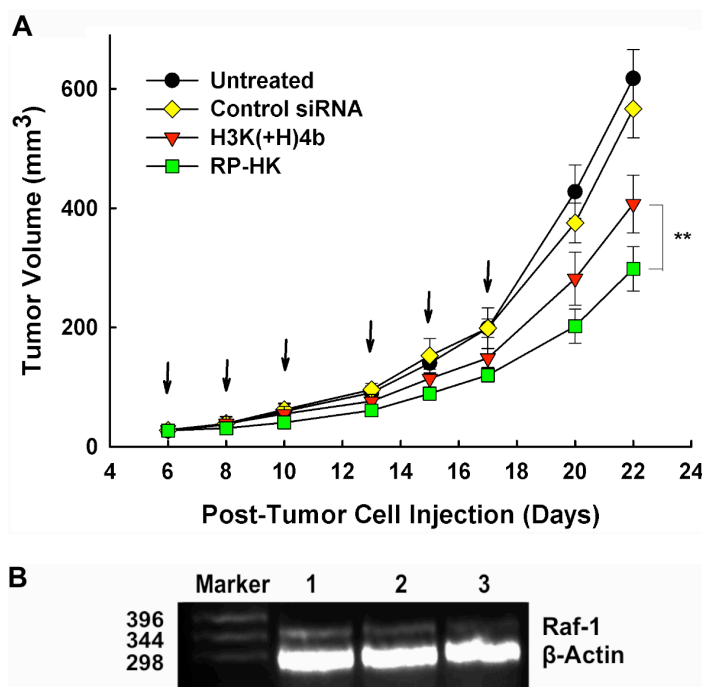 A
600
400
200
0
Tumor Volume (mm³)
Untreated
Control siRNA
H3K(+H)4b
RP-HK
**
4 6 8 10 12 14 16 18 20 22 24
Post-Tumor Cell Injection (Days)
B
Marker 1 2 3
396
344
298
Raf-1
β-Actin